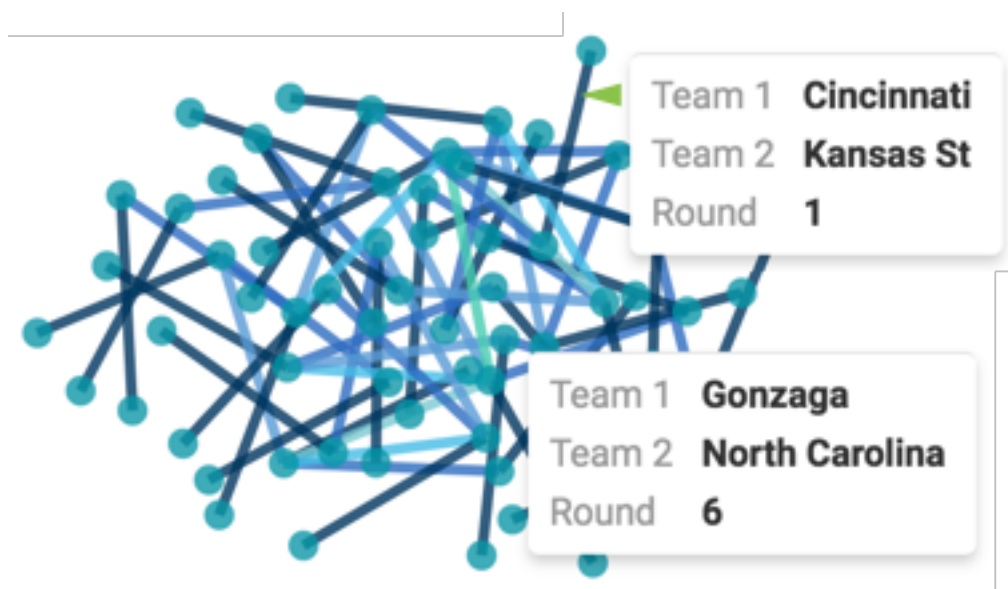 Team 1 Cincinnati
Team 2 Kansas St
Round 1
Team 1 Gonzaga
Team 2 North Carolina
Round 6